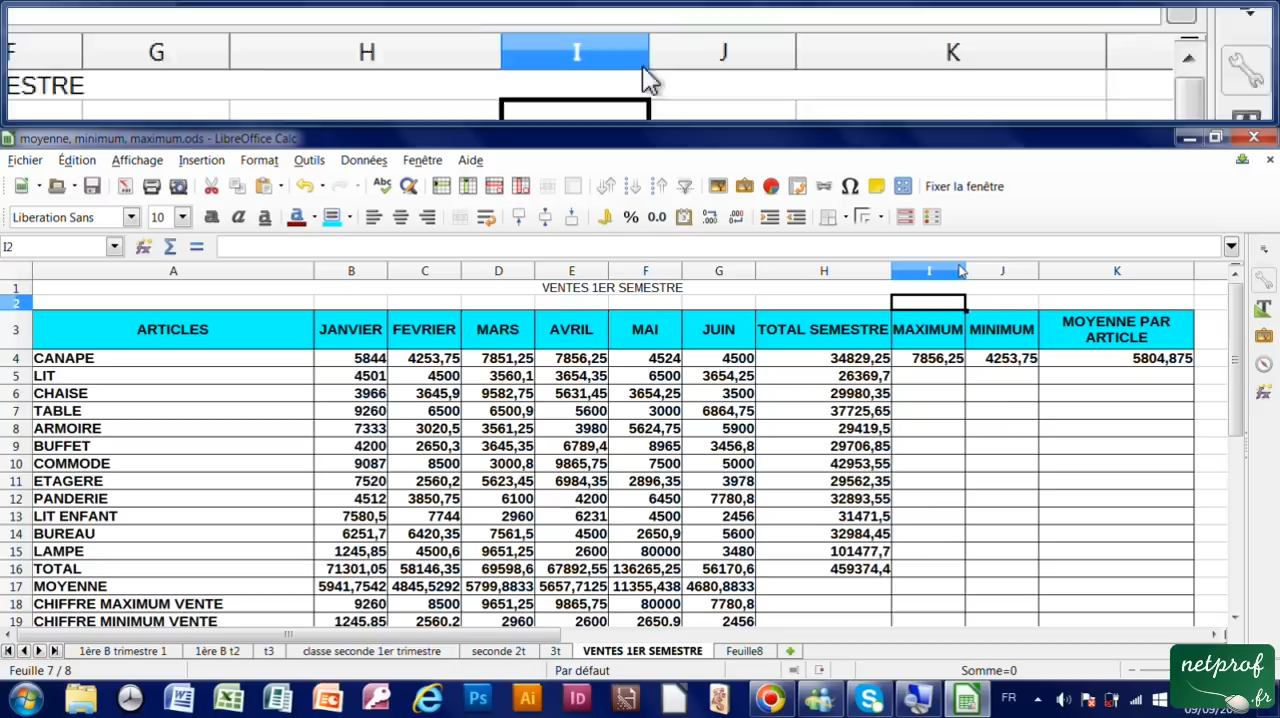 F G H I J K
ESTRE
moyenne, minimum, maximum.ods - LibreOffice Calc
Fichier Édition Affichage Insertion Format Outils Données Fenêtre Aide
Fixer la fenêtre
Liberation Sans 10
I2
A B C D E F G H I J K
1 VENTES 1ER SEMESTRE
2
3 ARTICLES JANVIER FEVRIER MARS AVRIL MAI JUIN TOTAL SEMESTRE MAXIMUM MINIMUM MOYENNE PAR
ARTICLE
4 CANAPE 5844 4253,75 7851,25 7856,25 4524 4500 34829,25 7856,25 4253,75 5804,875
5 LIT 4501 4500 3560,1 3654,35 6500 3654,25 26369,7
6 CHAISE 3966 3645,9 9582,75 5631,45 3654,25 3500 29980,35
7 TABLE 9260 6500 6500,9 5600 3000 6864,75 37725,65
8 ARMOIRE 7333 3020,5 3561,25 3980 5624,75 5900 29419,5
9 BUFFET 4200 2650,3 3645,35 6789,4 8965 3456,8 29706,85
10 COMMODE 9087 8500 3000,8 9865,75 7500 5000 42953,55
11 ETAGERE 7520 2560,2 5623,45 6984,35 2896,35 3978 29562,35
12 PANDERIE 4512 3850,75 6100 4200 6450 7780,8 32893,55
13 LIT ENFANT 7580,5 7744 2960 6231 4500 2456 31471,5
14 BUREAU 6251,7 6420,35 7561,5 4500 2650,9 5600 32984,45
15 LAMPE 1245,85 4500,6 9651,25 2600 80000 3480 101477,7
16 TOTAL 71301,05 58146,35 69598,6 67892,55 136265,25 56170,6 459374,4
17 MOYENNE 5941,7542 4845,5292 5799,8833 5657,7125 11355,438 4680,8833
18 CHIFFRE MAXIMUM VENTE 9260 8500 9651,25 9865,75 80000 7780,8
19 CHIFFRE MINIMUM VENTE 1245,85 2560,2 2960 2600 2650,9 2456
1ère B trimestre 1 1ère B t2 t3 classe seconde 1er trimestre seconde 2t 3t VENTES 1ER SEMESTRE Feuille8
Feuille 7 / 8 Par défaut Somme=0
netprof
.fr
Ps Ai Id FR